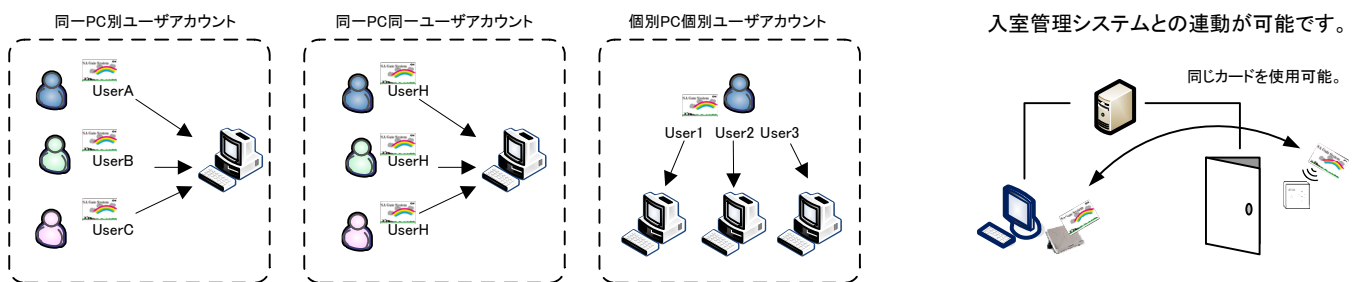 同一PC別ユーザアカウント
UserA
UserB
UserC
同一PC同一ユーザアカウント
UserH
UserH
UserH
個別PC個別ユーザアカウント
User1 User2 User3
入室管理システムとの連動が可能です。
同じカードを使用可能。